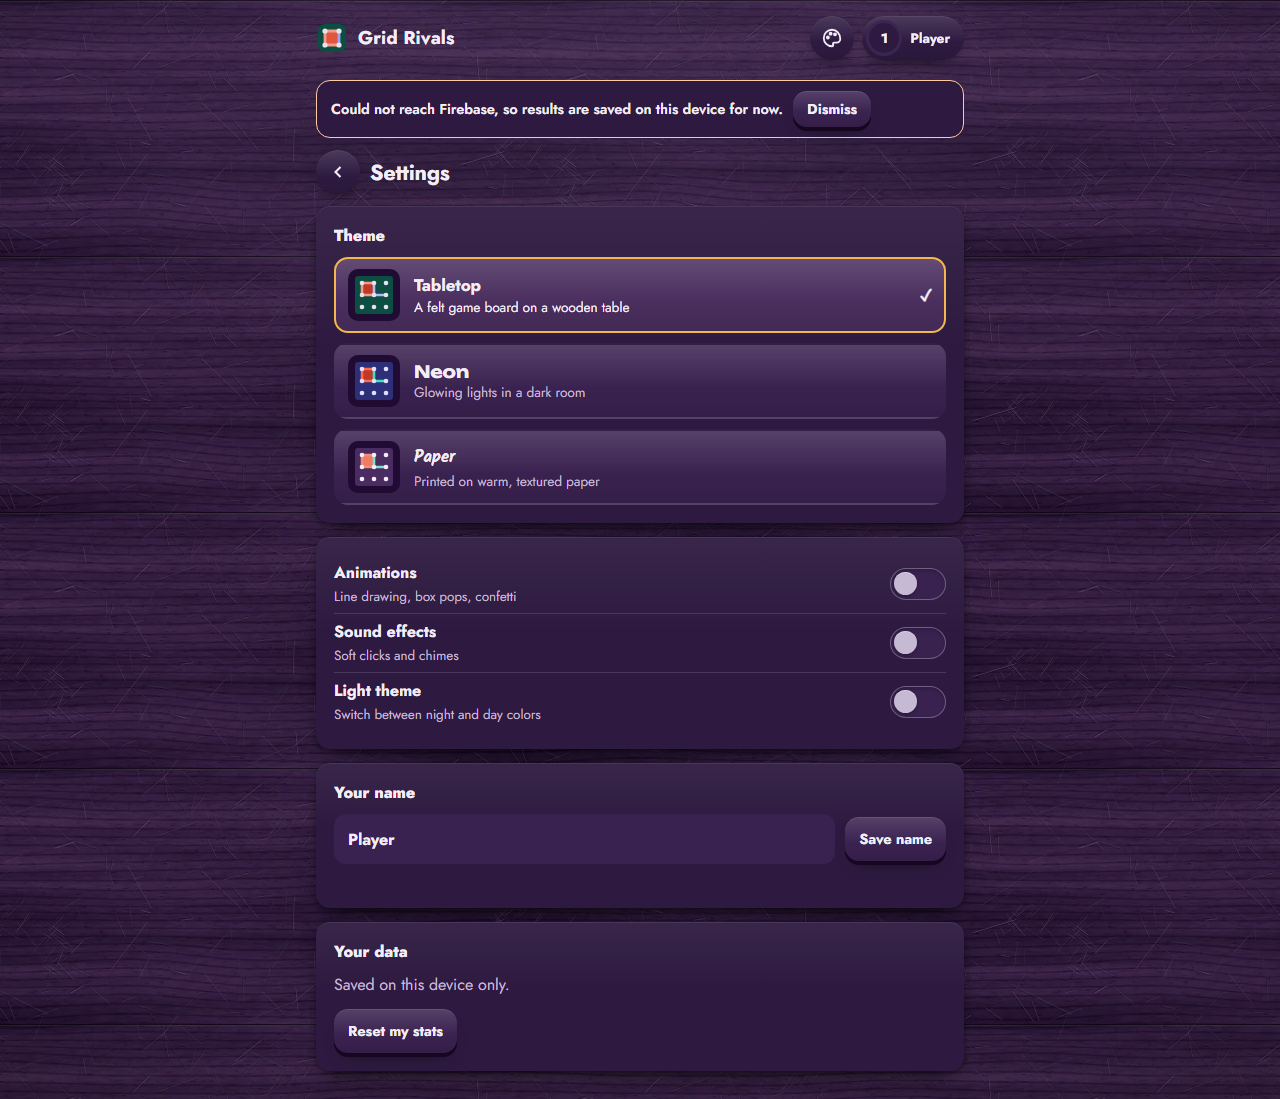 Grid Rivals
1 Player
Could not reach Firebase, so results are saved on this device for now. Dismiss
Settings
Theme
Tabletop
A felt game board on a wooden table
Neon
Glowing lights in a dark room
Paper
Printed on warm, textured paper
Animations
Line drawing, box pops, confetti
Sound effects
Soft clicks and chimes
Light theme
Switch between night and day colors
Your name
Player Save name
Your data
Saved on this device only.
Reset my stats